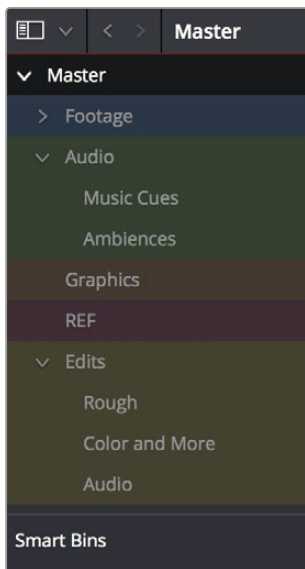 Master
Master
Footage
Audio
Music Cues
Ambiences
Graphics
REF
Edits
Rough
Color and More
Audio
Smart Bins